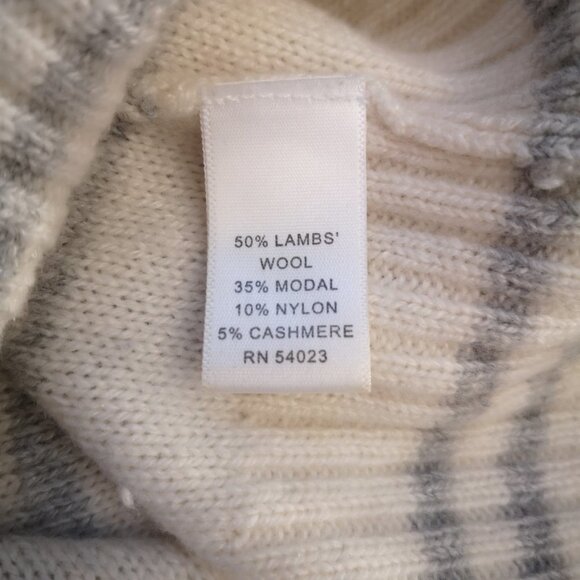 50% LAMBS'
WOOL
35% MODAL
10% NYLON
5% CASHMERE
RN 54023